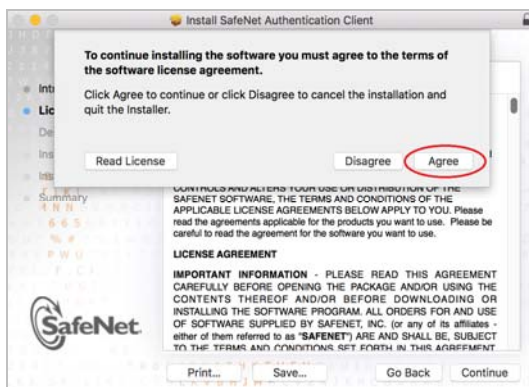 Install SafeNet Authentication Client
To continue installing the software you must agree to the terms of
the software license agreement.
Click Agree to continue or click Disagree to cancel the installation and
quit the Installer.
Read License
Disagree
Agree
Lic
Summary
CONTROLS AND ALTERS YOUR USE OR DISTRIBUTION OF THE
SAFENET SOFTWARE, THE TERMS AND CONDITIONS OF THE
APPLICABLE LICENSE AGREEMENTS BELOW APPLY TO YOU. Please
read the agreements applicable for the products you want to use. Please be
careful to read the agreement for the software you want to use.
LICENSE AGREEMENT
IMPORTANT INFORMATION - PLEASE READ THIS AGREEMENT
CAREFULLY BEFORE OPENING THE PACKAGE AND/OR USING THE
CONTENTS THEREOF AND/OR BEFORE DOWNLOADING OR
INSTALLING THE SOFTWARE PROGRAM. ALL ORDERS FOR AND USE
OF SOFTWARE SUPPLIED BY SAFENET, INC. (or any of its affiliates -
either of them referred to as "SAFENET") ARE AND SHALL BE, SUBJECT
TO THE TERMS AND CONDITIONS SET FORTH IN THIS AGREEMENT
SafeNet.
Print...
Save...
Go Back
Continue